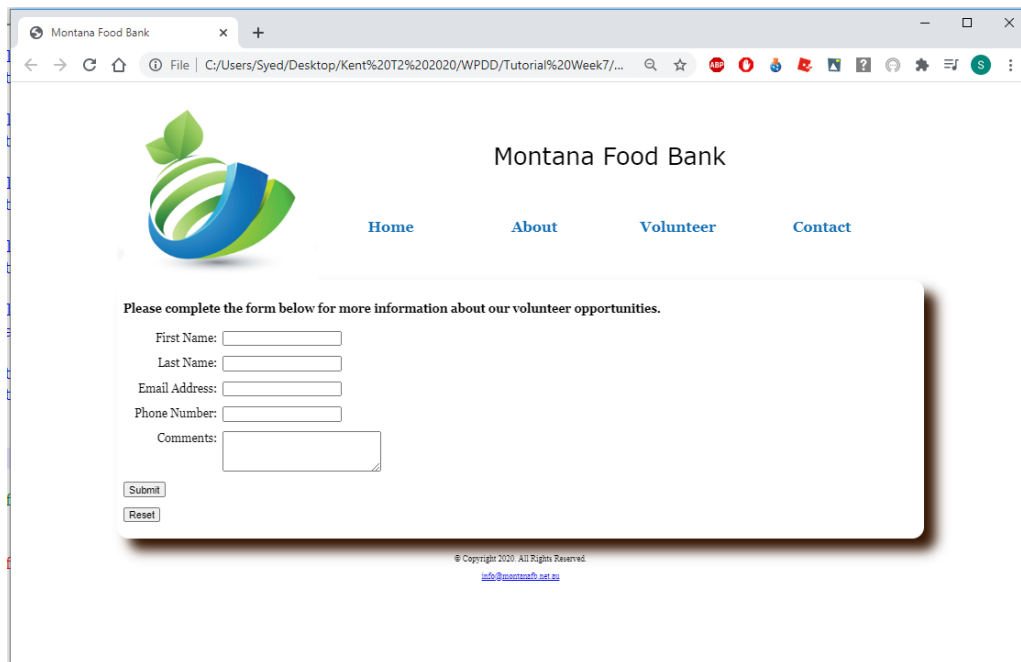 Montana Food Bank
File | C:/Users/Syed/Desktop/Kent%20T2%202020/WPDD/Tutorial%20Week7/...
ABP
S
Montana Food Bank
Home About Volunteer Contact
Please complete the form below for more information about our volunteer opportunities.
First Name:
Last Name:
Email Address:
Phone Number:
Comments:
Submit
Reset
© Copyright 2020. All Rights Reserved.
info@montanafb.net.au